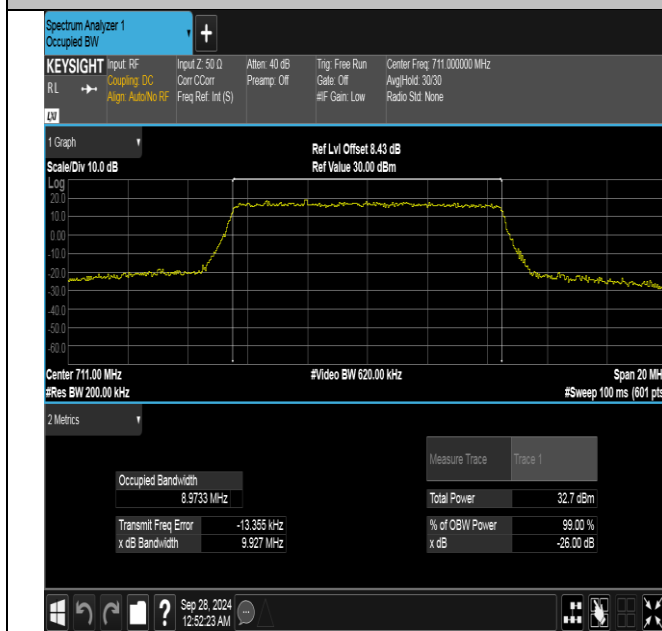 Spectrum Analyzer 1
Occupied BW
+
KEYSIGHT Input: RF Input Z: 50 Ω Atten: 40 dB Trig: Free Run Center Freq: 711.000000 MHz
RL Coupling: DC Corr CCorr Preamp: Off Gate: Off Avg|Hold: 30/30
Align: Auto/No RF Freq Ref: Int (S) #IF Gain: Low Radio Std: None
LXI
1 Graph
Ref Lvl Offset 8.43 dB
Scale/Div 10.0 dB Ref Value 30.00 dBm
Log
20.0
10.0
0.00
-10.0
-20.0
-30.0
-40.0
-50.0
-60.0
Center 711.00 MHz #Video BW 620.00 kHz Span 20 MH
#Res BW 200.00 kHz #Sweep 100 ms (601 pts
2 Metrics
Measure Trace Trace 1
Occupied Bandwidth
8.9733 MHz
Total Power 32.7 dBm
Transmit Freq Error -13.355 kHz % of OBW Power 99.00 %
x dB Bandwidth 9.927 MHz x dB -26.00 dB
? Sep 28, 2024
12:52:23 AM